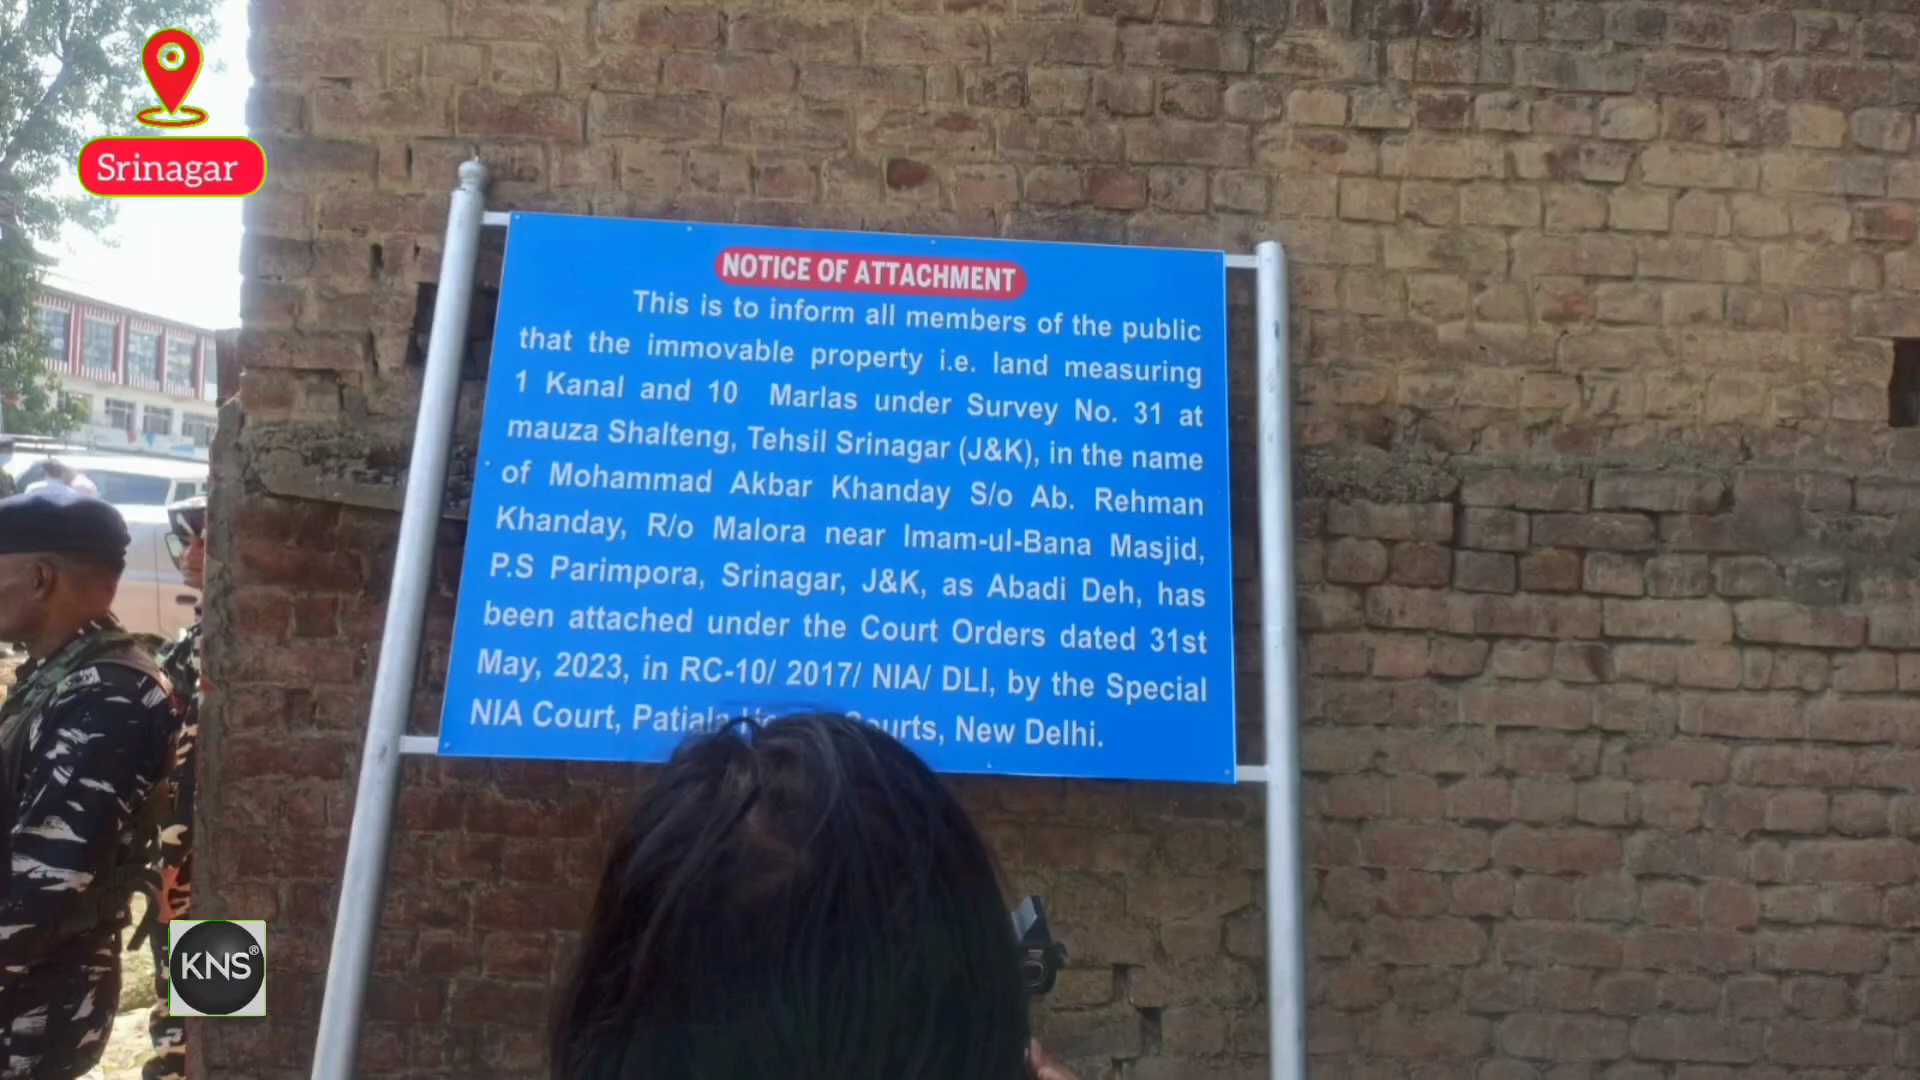 Srinagar
NOTICE OF ATTACHMENT
This is to inform all members of the public
that the immovable property i.e. land measuring
1 Kanal and 10 Marlas under Survey No. 31 at
mauza Shalteng, Tehsil Srinagar (J&K), in the name
of Mohammad Akbar Khanday S/o Ab. Rehman
Khanday, R/o Malora near Imam-ul-Bana Masjid,
P.S Parimpora, Srinagar, J&K, as Abadi Deh, has
been attached under the Court Orders dated 31st
May, 2023, in RC-10/ 2017/ NIA/ DLI, by the Special
NIA Court, Patiala New Delhi.
KNS®